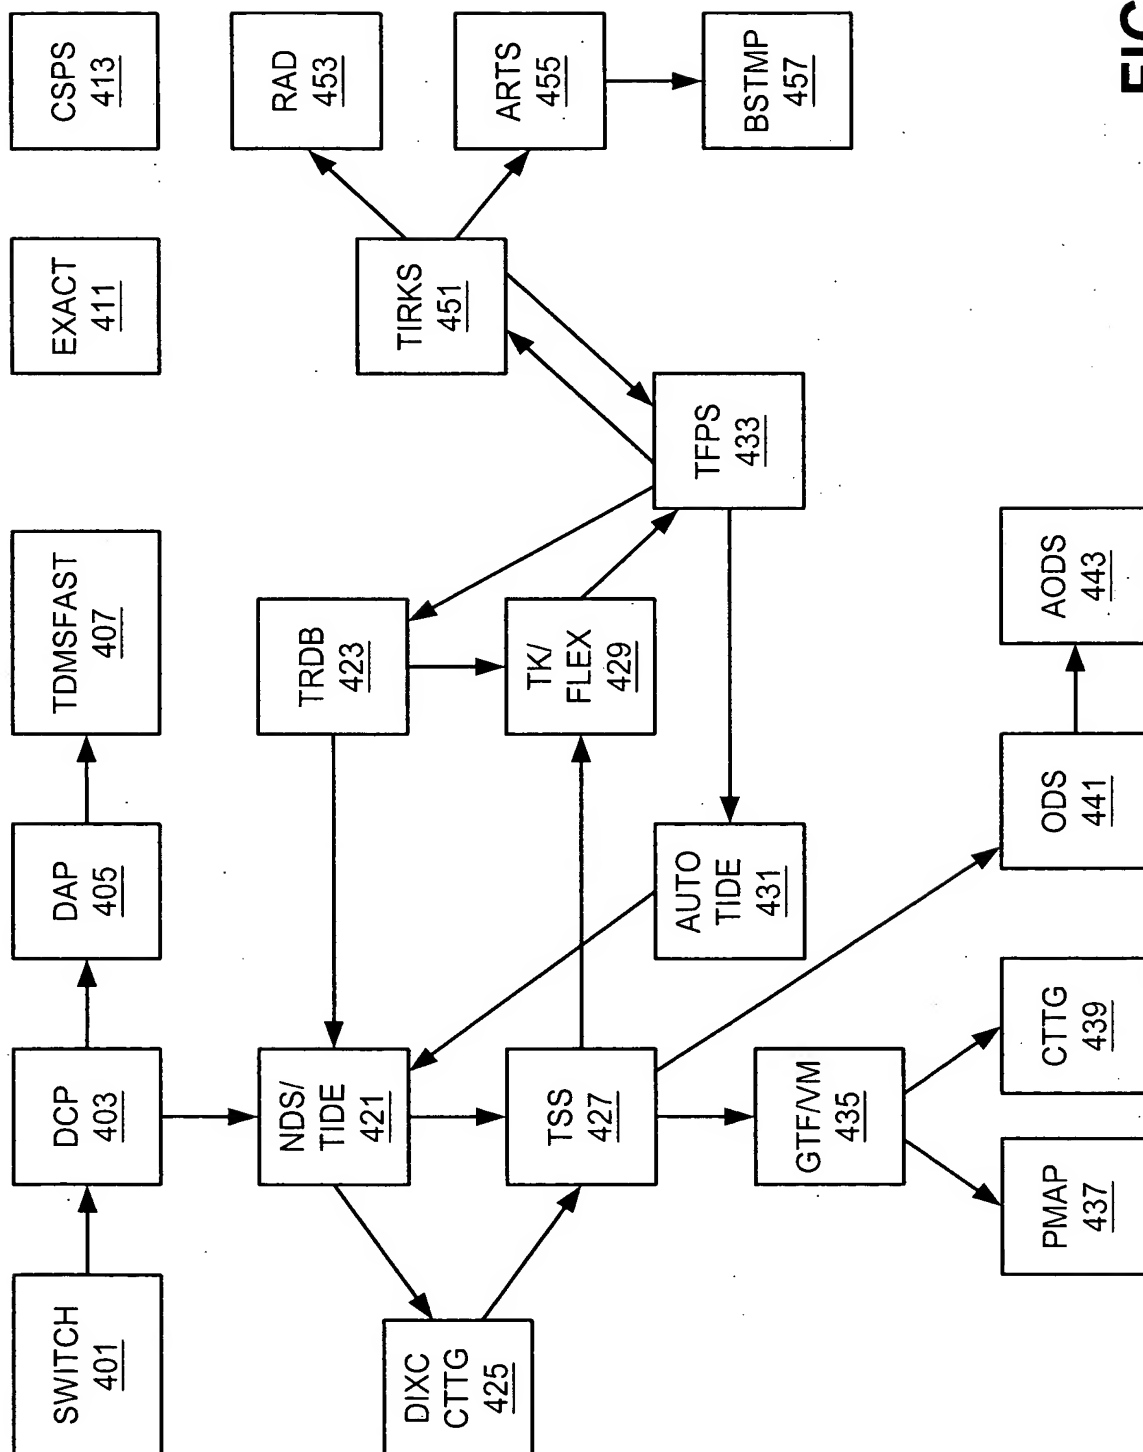 SWITCH
401
DCP
403
DAP
405
TDMSFAST
407
EXACT
411
CSPS
413
NDS/
TIDE
421
TRDB
423
RAD
453
DIXC
CTTG
425
TIRKS
451
ARTS
455
TSS
427
TK/
FLEX
429
AUTO
TIDE
431
TFPS
433
BSTMP
457
GTF/VM
435
PMAP
437
CTTG
439
ODS
441
AODS
443